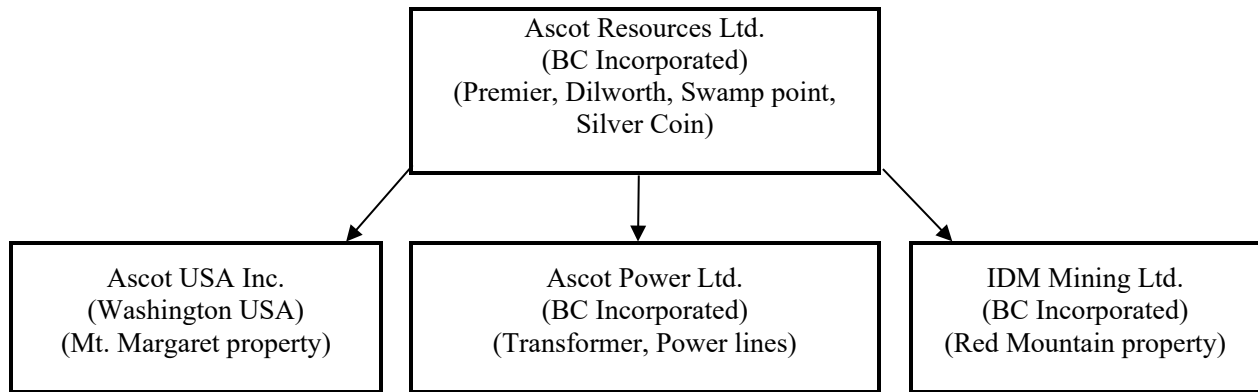 Ascot Resources Ltd.
(BC Incorporated)
(Premier, Dilworth, Swamp point,
Silver Coin)
Ascot USA Inc.
(Washington USA)
(Mt. Margaret property)
Ascot Power Ltd.
(BC Incorporated)
(Transformer, Power lines)
IDM Mining Ltd.
(BC Incorporated)
(Red Mountain property)